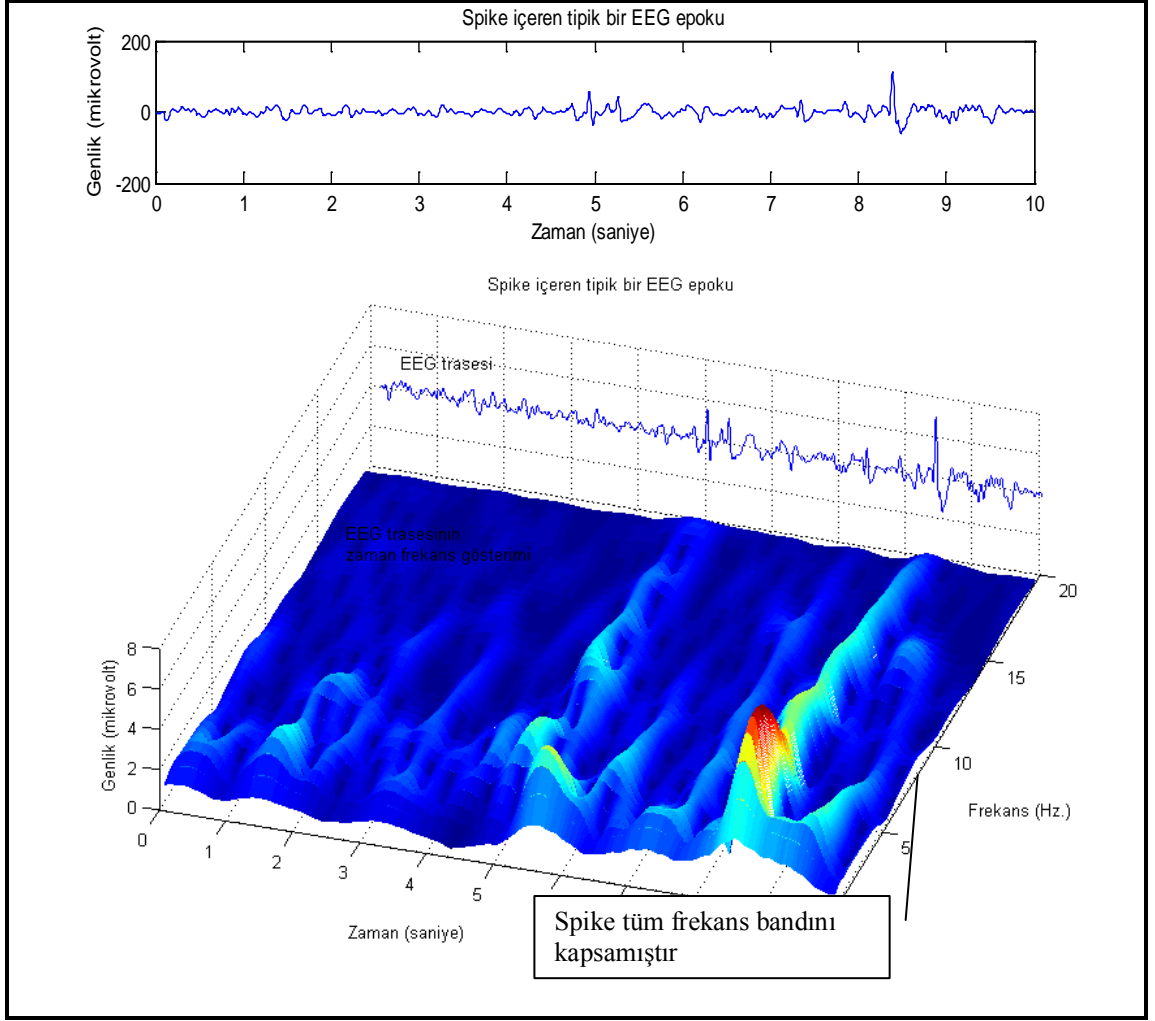 Spike içeren tipik bir EEG epoku
200
0
-200
Genlik (mikrovolt)
0 1 2 3 4 5 6 7 8 9 10
Zaman (saniye)
Spike içeren tipik bir EEG epoku
EEG trasesi
EEG trasesinin
zaman frekans gösterimi
8
6
4
2
0
Genlik (mikrovolt)
0 1 2 3 4 5
Zaman (saniye)
20
15
10
5
Frekans (Hz.)
Spike tüm frekans bandını
kapsamıştır